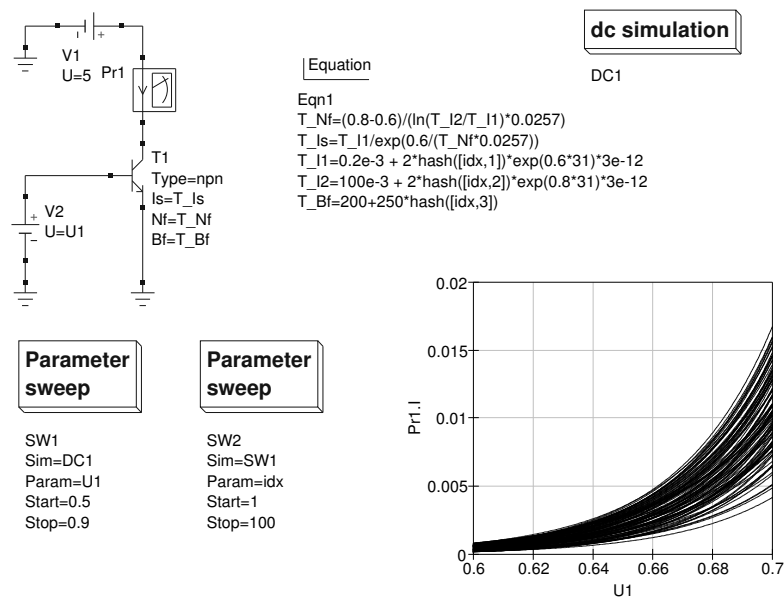 V1
U=5
Pr1
T1
Type=npn
Is=T_Is
Nf=T_Nf
Bf=T_Bf
V2
U=U1
Equation
Eqn1
T_Nf=(0.8-0.6)/(ln(T_I2/T_I1)*0.0257)
T_Is=T_I1/exp(0.6/(T_Nf*0.0257))
T_I1=0.2e-3 + 2*hash([idx,1])*exp(0.6*31)*3e-12
T_I2=100e-3 + 2*hash([idx,2])*exp(0.8*31)*3e-12
T_Bf=200+250*hash([idx,3])
dc simulation
DC1
Parameter
sweep
SW1
Sim=DC1
Param=U1
Start=0.5
Stop=0.9
Parameter
sweep
SW2
Sim=SW1
Param=idx
Start=1
Stop=100
0.02
0.015
0.01
0.005
0
Pr1.I
0.6 0.62 0.64 0.66 0.68 0.7
U1